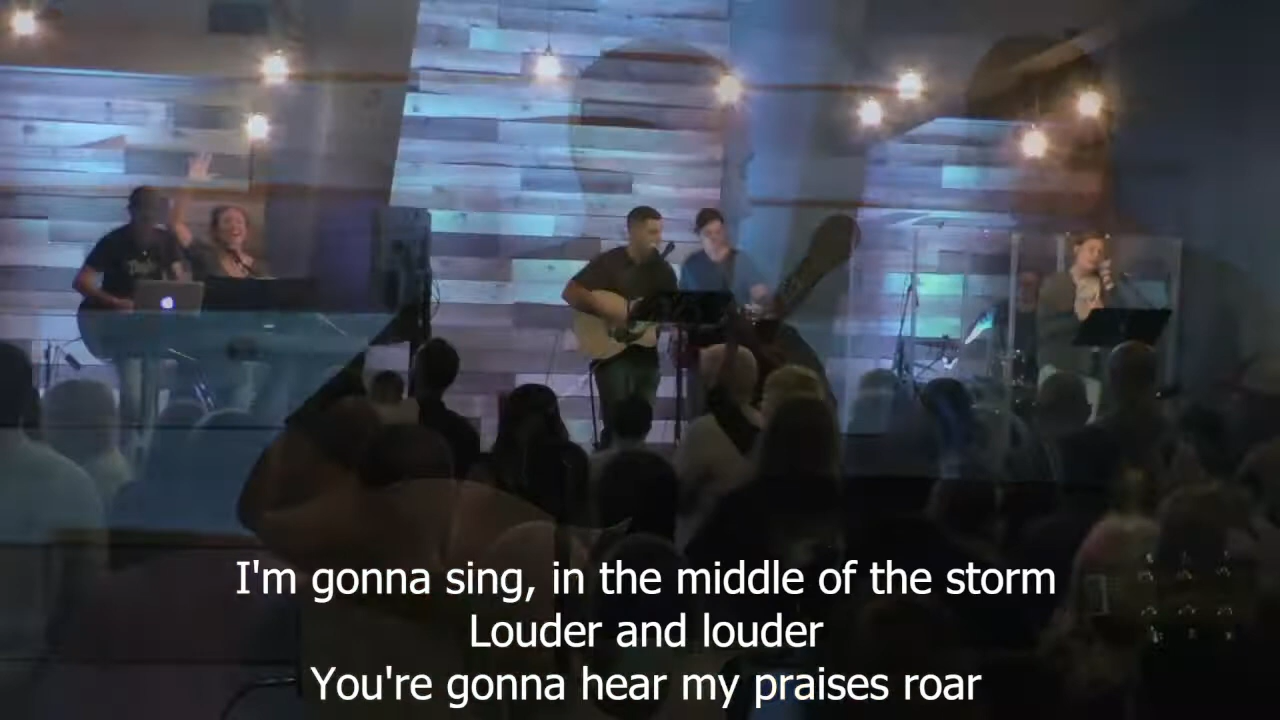 I'm gonna sing, in the middle of the storm
Louder and louder
You're gonna hear my praises roar